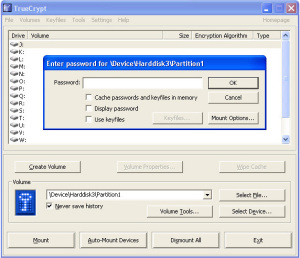 TrueCrypt
File Volumes Keyfiles Tools Settings Help Homepage
Drive Volume Size Encryption Algorithm Type
J:
K:
L:
M:
N:
O:
P:
Q:
R:
S:
T:
U:
V:
W:
Enter password for \Device\Harddisk3\Partition1
Password:
OK
Cache passwords and keyfiles in memory
Cancel
Display password
Use keyfiles
Keyfiles...
Mount Options...
Create Volume
Volume Properties...
Wipe Cache
Volume
\Device\Harddisk3\Partition1
Select File...
Never save history
Volume Tools...
Select Device...
Mount
Auto-Mount Devices
Dismount All
Exit